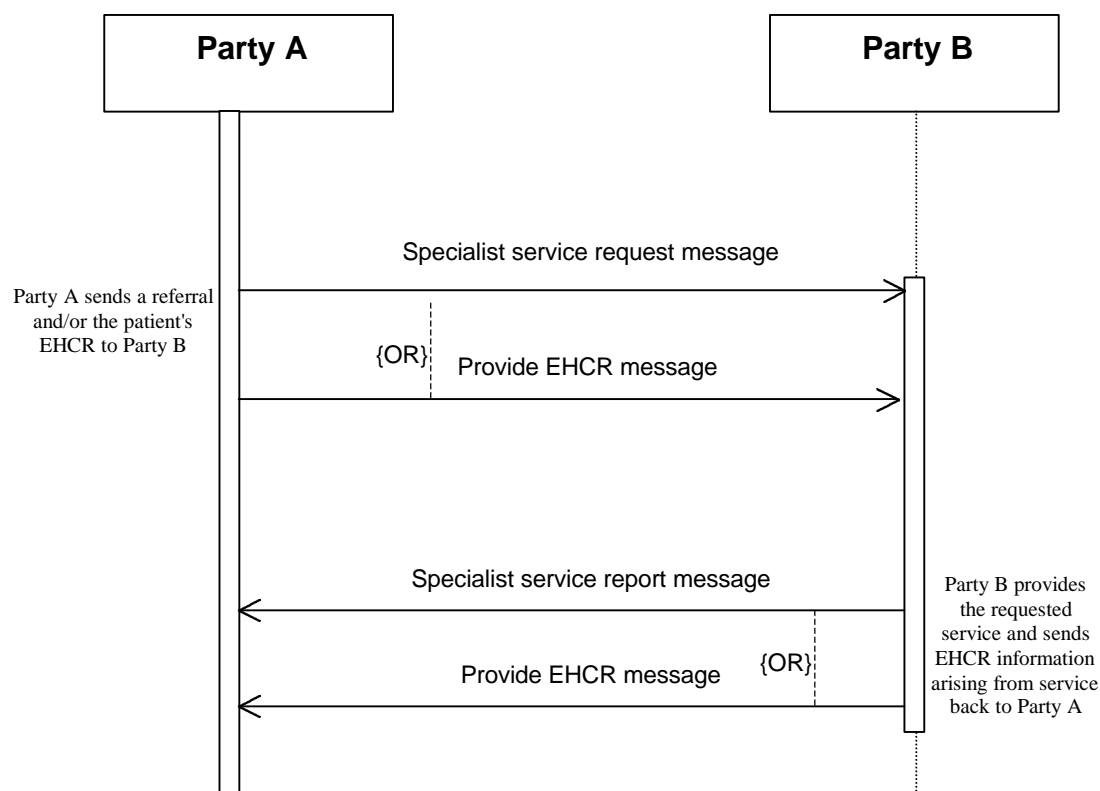 Party A
Party B
Specialist service request message
Party A sends a referral
and/or the patient's
EHCR to Party B
{OR}
Provide EHCR message
Specialist service report message
Party B provides
the requested
service and sends
EHCR information
arising from service
back to Party A
{OR}
Provide EHCR message